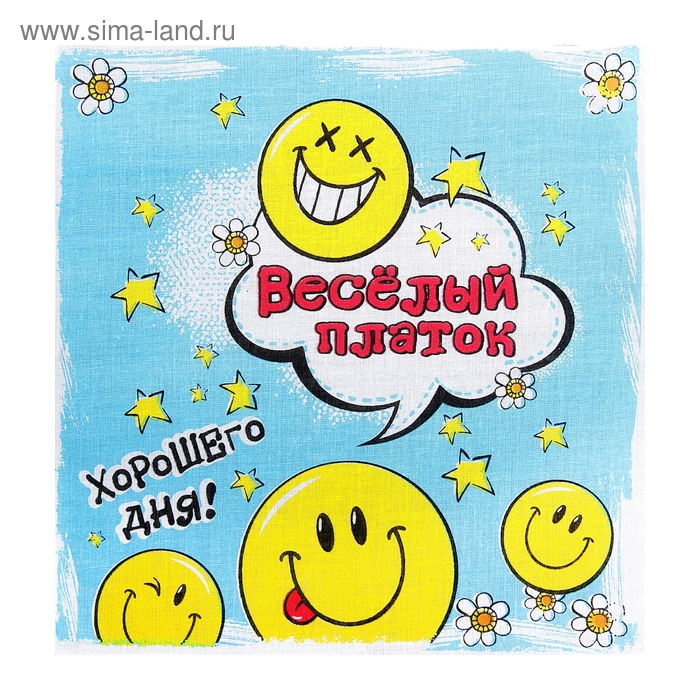 www.sima-land.ru
Весёлый
платок
Хорошего
дня!